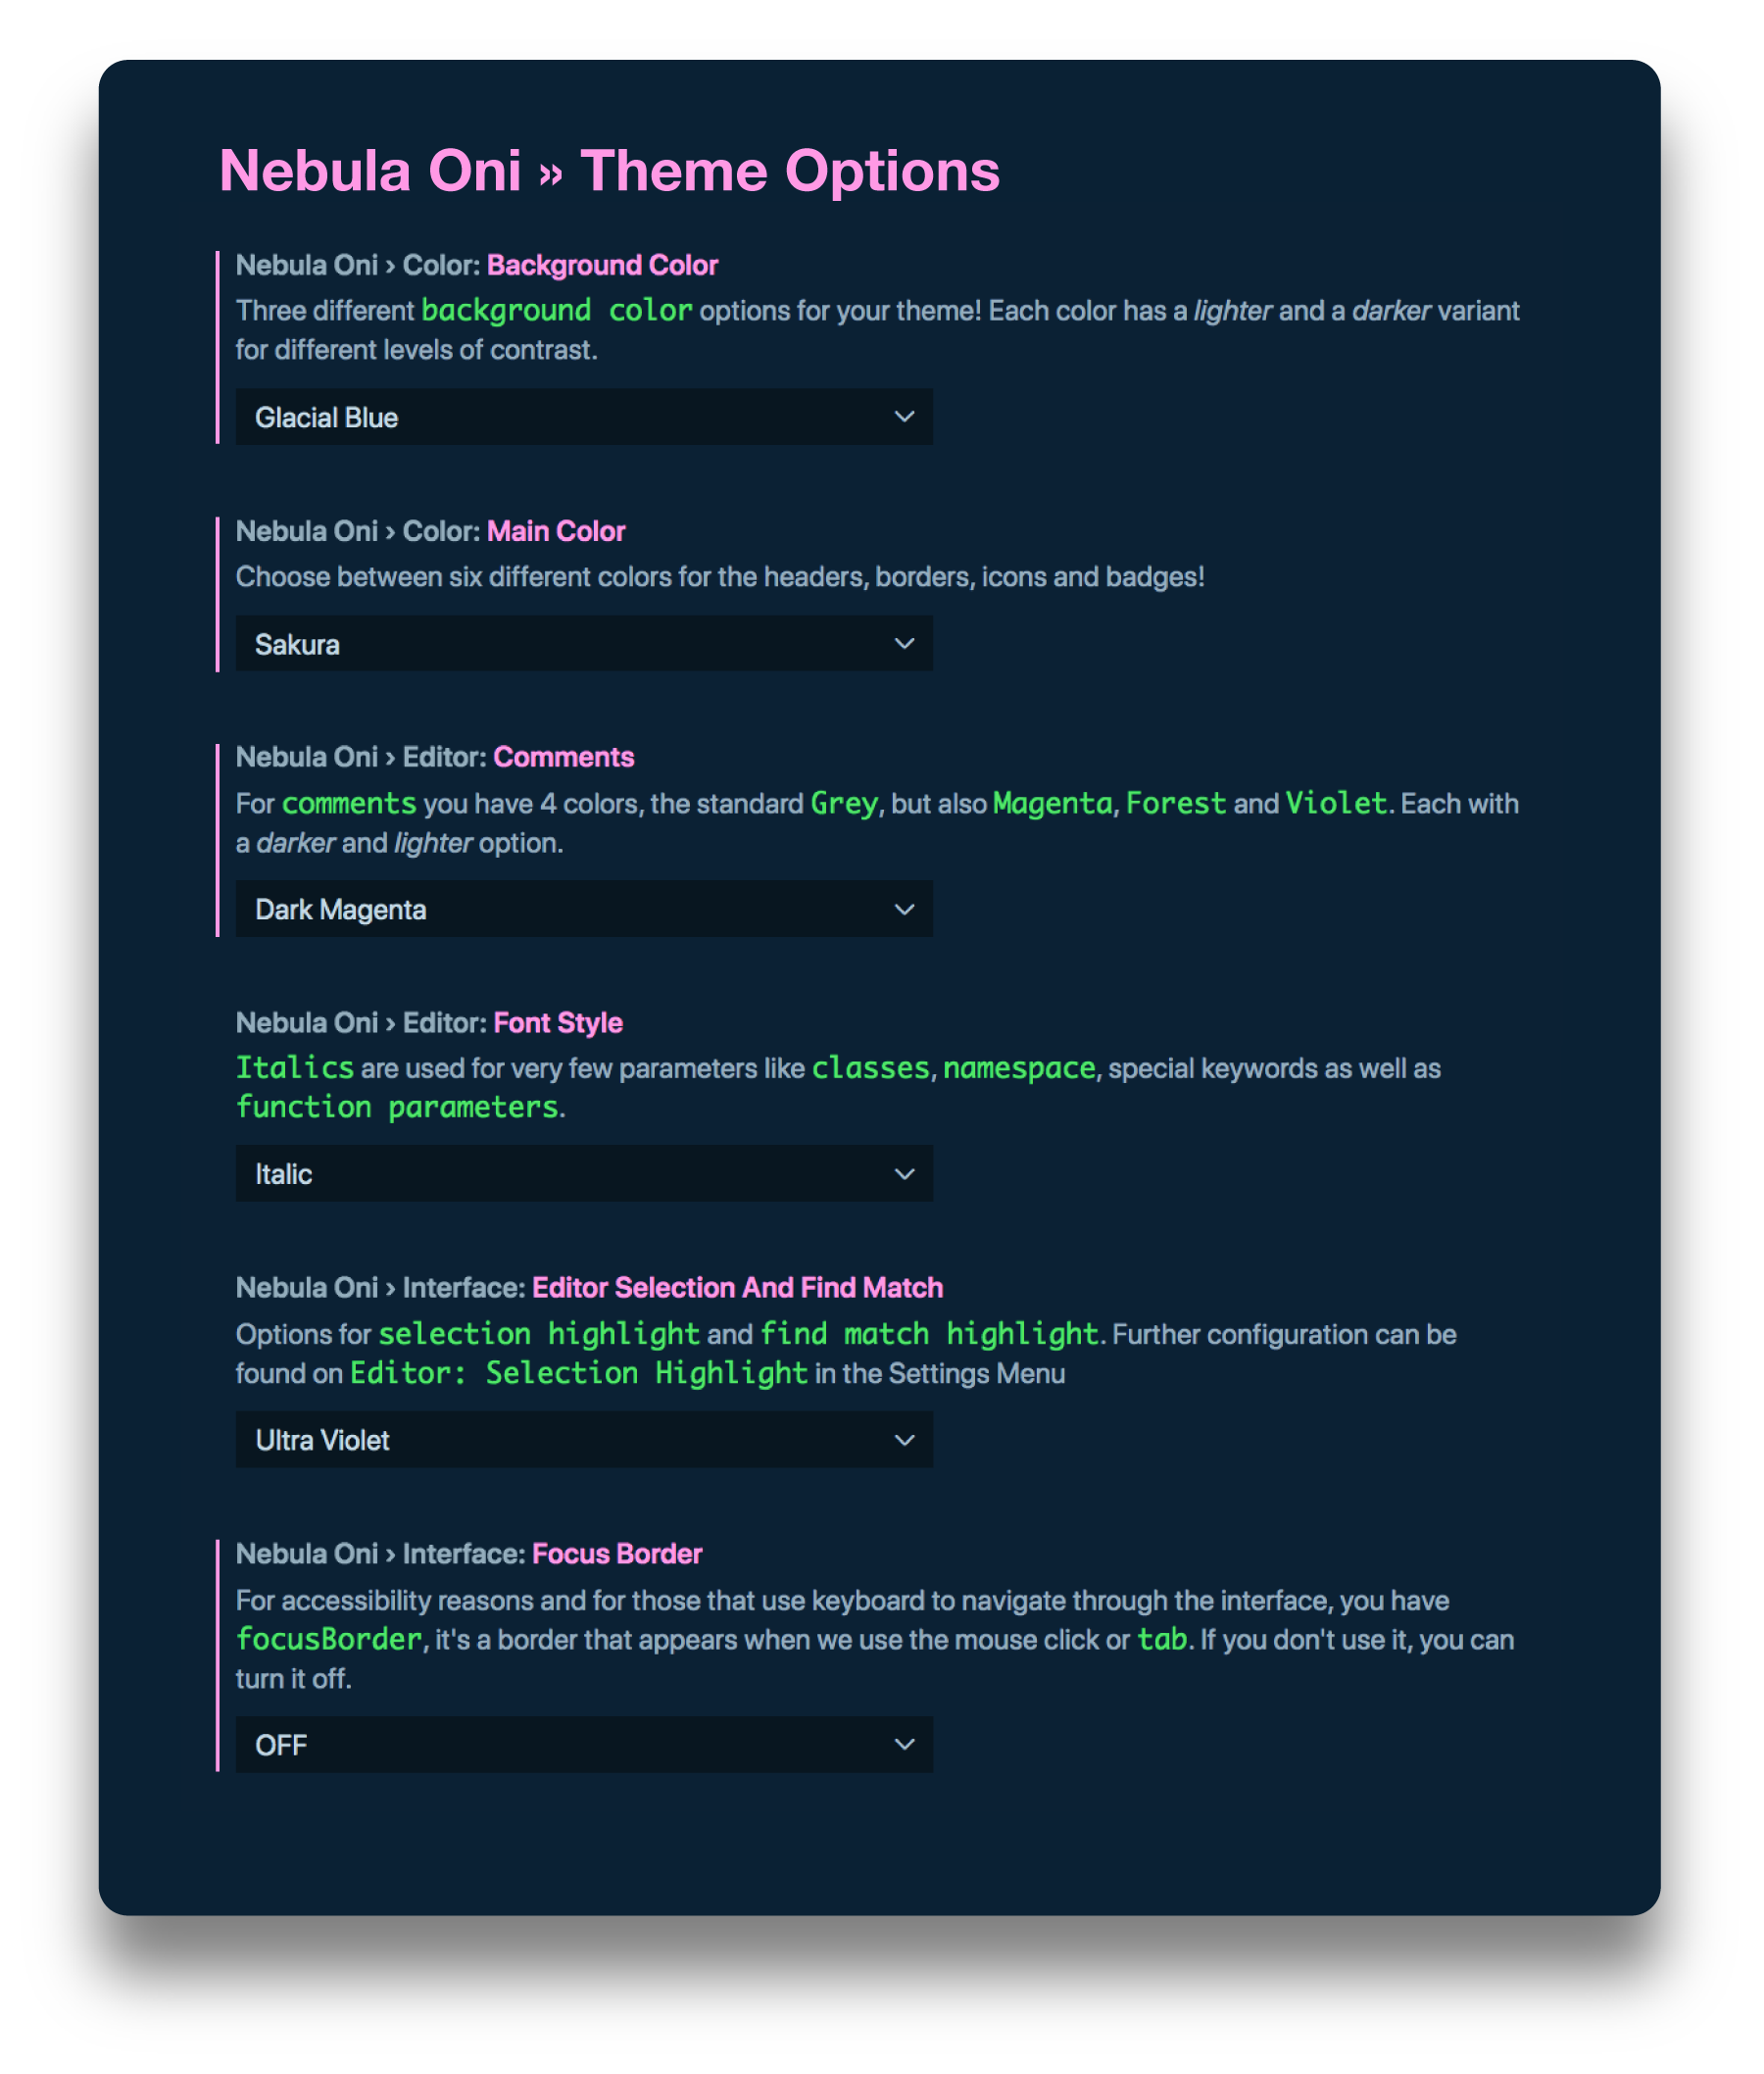 Nebula Oni » Theme Options
Nebula Oni › Color: Background Color
Three different background color options for your theme! Each color has a lighter and a darker variant
for different levels of contrast.
Glacial Blue
Nebula Oni › Color: Main Color
Choose between six different colors for the headers, borders, icons and badges!
Sakura
Nebula Oni › Editor: Comments
For comments you have 4 colors, the standard Grey, but also Magenta, Forest and Violet. Each with
a darker and lighter option.
Dark Magenta
Nebula Oni › Editor: Font Style
Italics are used for very few parameters like classes, namespace, special keywords as well as
function parameters.
Italic
Nebula Oni › Interface: Editor Selection And Find Match
Options for selection highlight and find match highlight. Further configuration can be
found on Editor: Selection Highlight in the Settings Menu
Ultra Violet
Nebula Oni › Interface: Focus Border
For accessibility reasons and for those that use keyboard to navigate through the interface, you have
focusBorder, it's a border that appears when we use the mouse click or tab. If you don't use it, you can
turn it off.
OFF